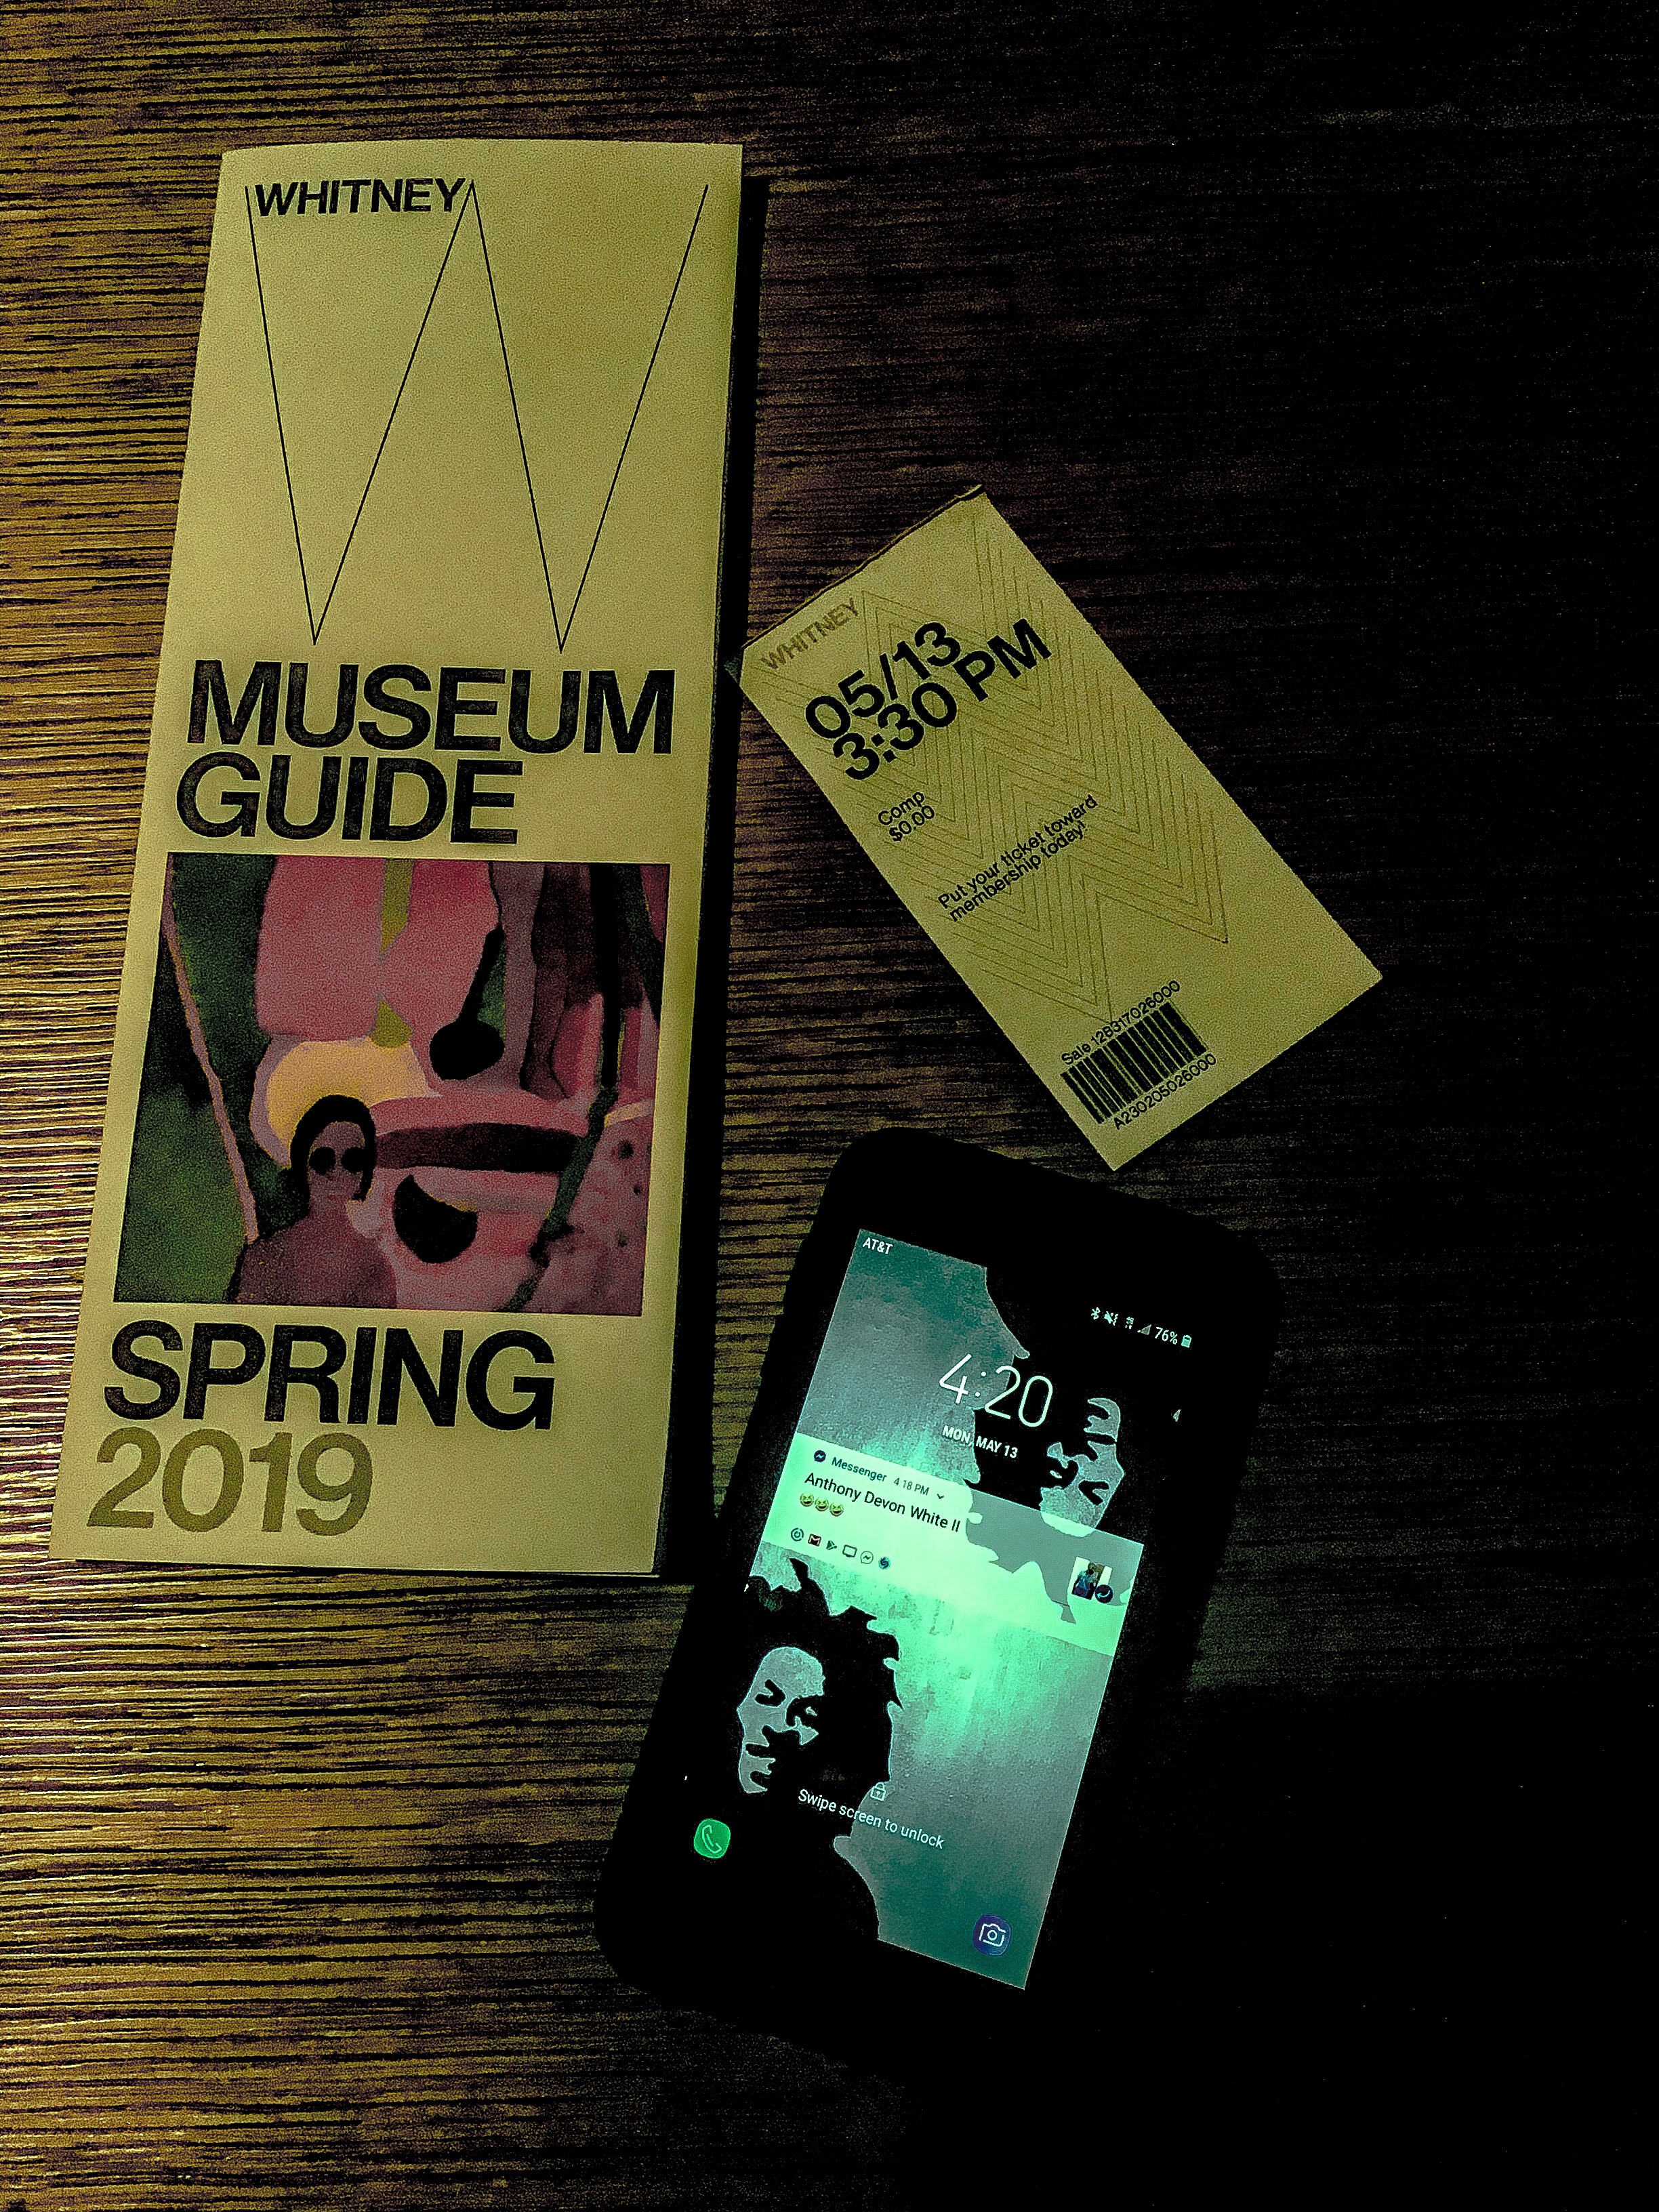 WHITNEY
MUSEUM
GUIDE
SPRING
2019
WHITNEY
05/13
3:30 PM
Comp
$0.00
Put your ticket toward
membership today!
Sale 128317026000
A230205026000
AT&T
76%
4:20
MON, MAY 13
Messenger 4:18 PM
Anthony Devon White II
Swipe screen to unlock